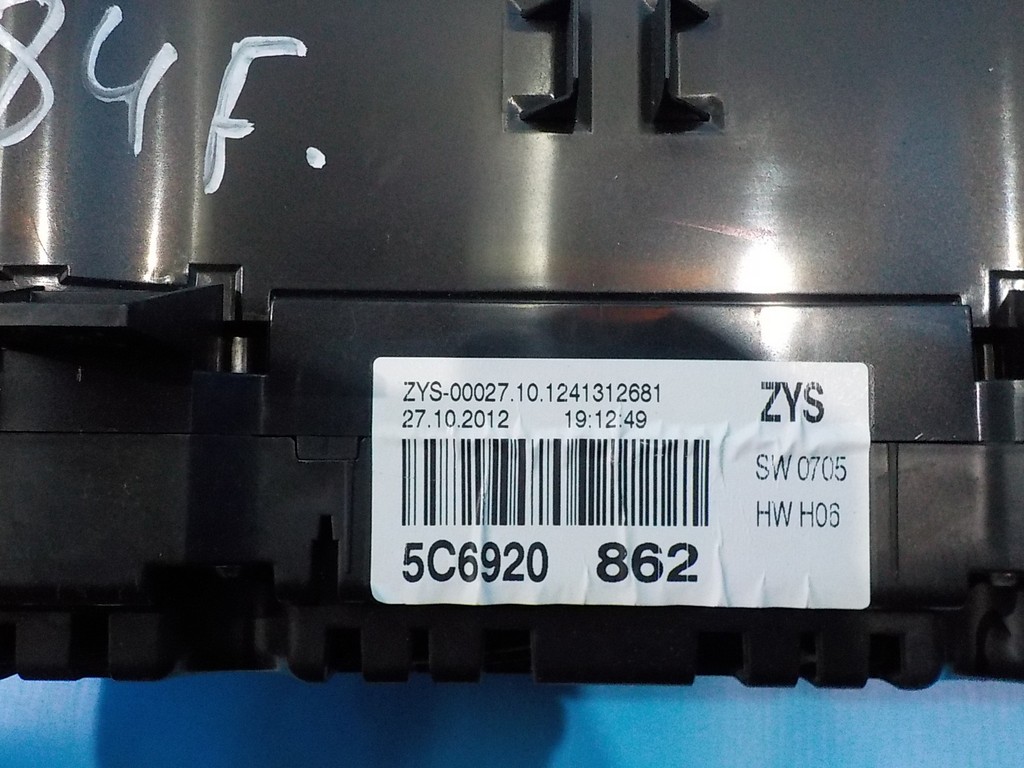 84F.
ZYS-00027.10.1241312681
27.10.2012 19:12:49
ZYS
SW 0705
HW H06
5C6920 862